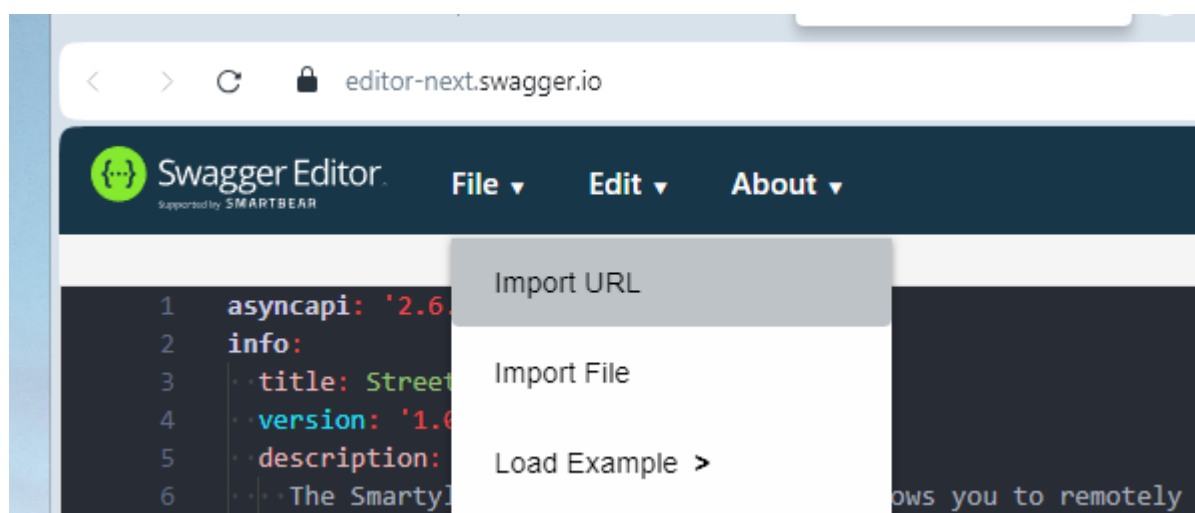 editor-next.swagger.io
{...} Swagger Editor.
Supported by SMARTBEAR
File ▾ Edit ▾ About ▾
Import URL
Import File
Load Example >
1 asyncapi: '2.6.
2 info:
3 title: Street
4 version: '1.0
5 description:
6 The Smartyl ows you to remotely